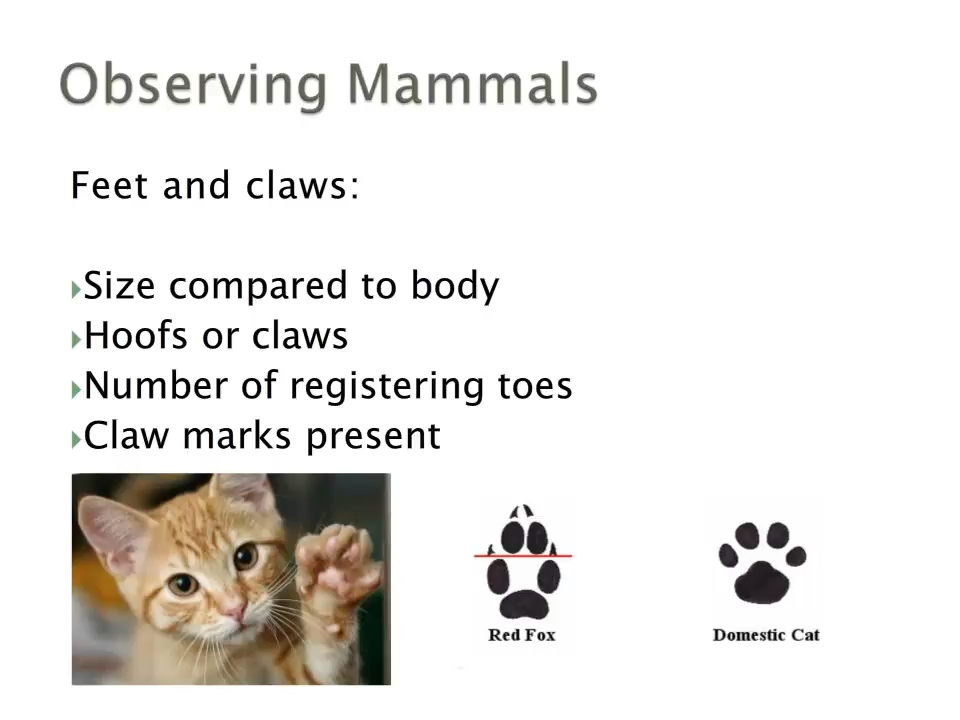 Observing Mammals
Feet and claws:
Size compared to body
Hoofs or claws
Number of registering toes
Claw marks present
Red Fox
Domestic Cat